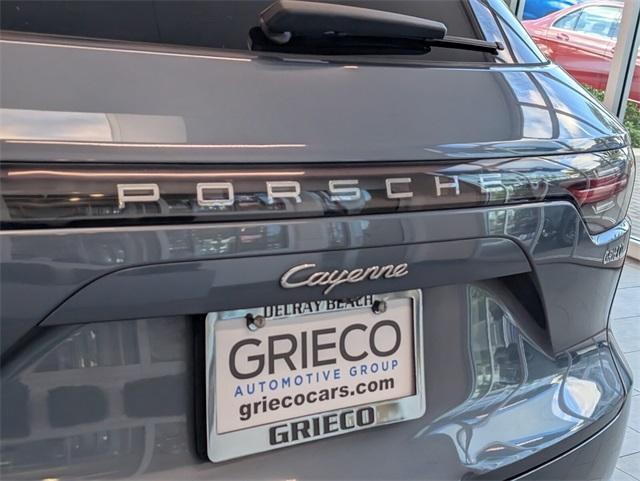 PORSCHE
Cayenne
DELRAY BEACH
GRIECO
AUTOMOTIVE GROUP
griecocars.com
GRIECO